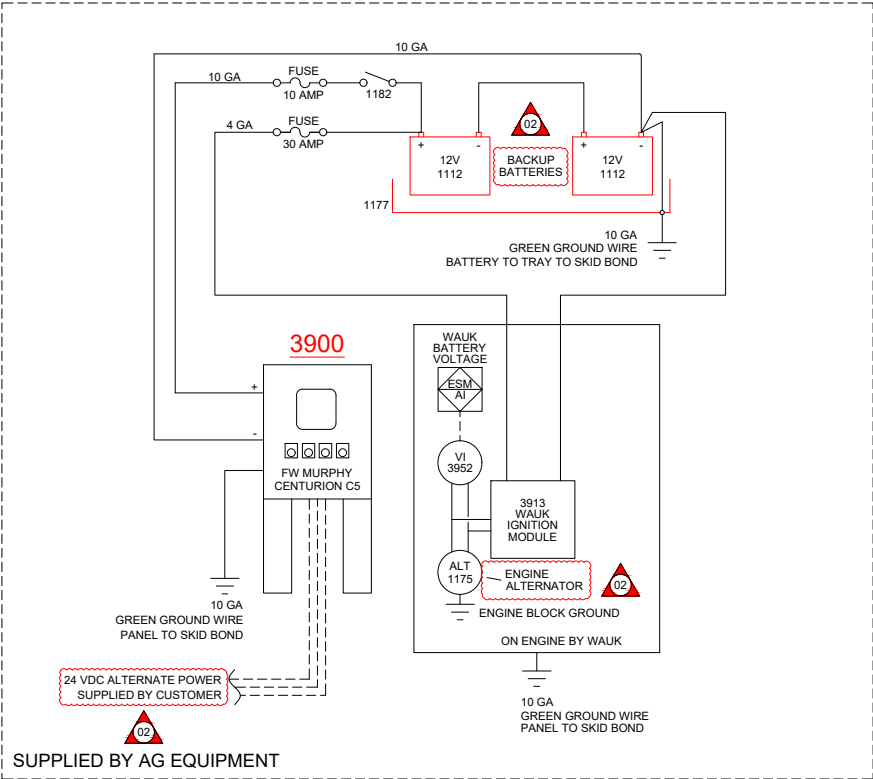 10 GA
10 GA
FUSE
10 AMP
1182
4 GA
FUSE
30 AMP
+
-
12V
1112
02
BACKUP
BATTERIES
+
-
12V
1112
1177
10 GA
GREEN GROUND WIRE
BATTERY TO TRAY TO SKID BOND
3900
+
-
FW MURPHY
CENTURION C5
10 GA
GREEN GROUND WIRE
PANEL TO SKID BOND
24 VDC ALTERNATE POWER
SUPPLIED BY CUSTOMER
02
WAUK
BATTERY
VOLTAGE
ESM
AI
VI
3952
3913
WAUK
IGNITION
MODULE
ALT
1175
ENGINE
ALTERNATOR
02
ENGINE BLOCK GROUND
ON ENGINE BY WAUK
10 GA
GREEN GROUND WIRE
PANEL TO SKID BOND
SUPPLIED BY AG EQUIPMENT